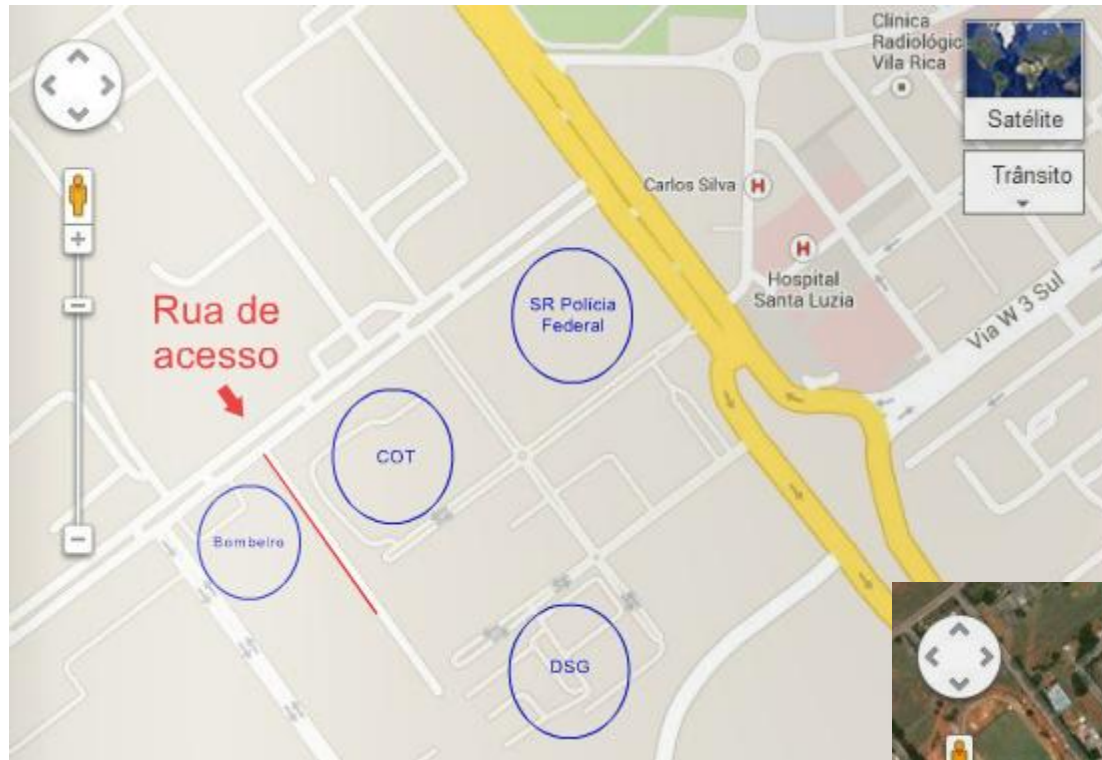 Clínica
Radiológic
Vila Rica
Satélite
Trânsito
Carlos Silva
H
H
Hospital
Santa Luzia
Via W 3 Sul
SR Polícia
Federal
Rua de
acesso
COT
Bombeiro
DSG